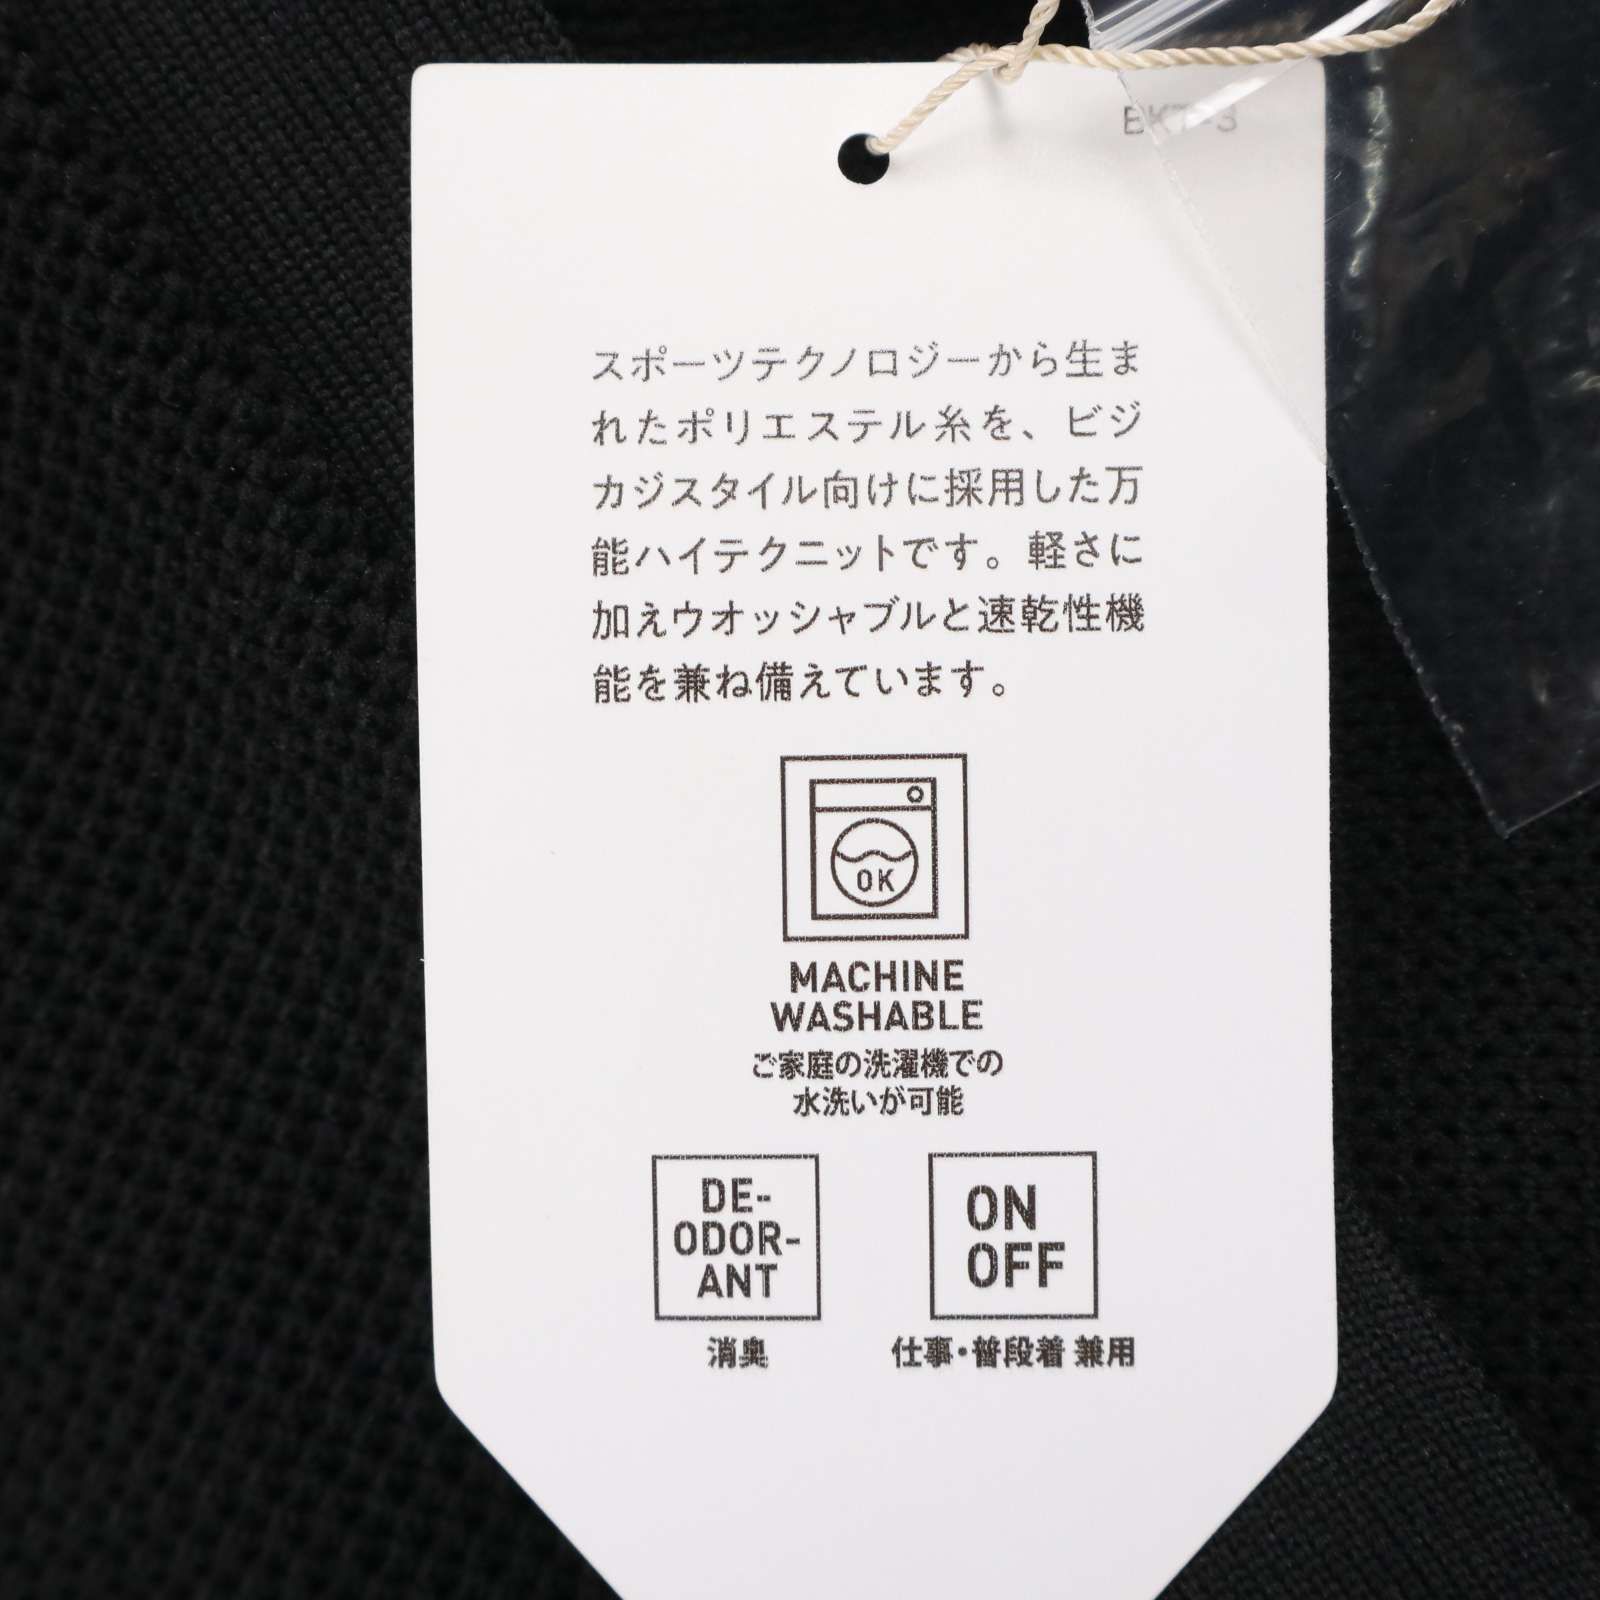 BKT-3
スポーツテクノロジーから生ま
れたポリエステル糸を、ビジ
カジスタイル向けに採用した万
能ハイテクニットです。軽さに
加えウオッシャブルと速乾性機
能を兼ね備えています。
OK
MACHINE
WASHABLE
ご家庭の洗濯機での
水洗いが可能
DE-
ODOR-
ANT
消臭
ON
OFF
仕事・普段着 兼用